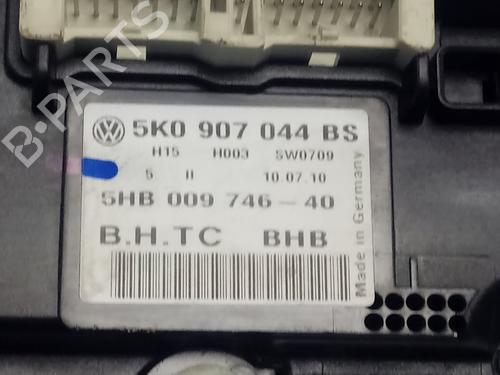 B-PARTS
5K0 907 044 BS
H15 H003 SW0709
5 II 10.07.10
5HB 009 746-40
B.H.TC BHB
Made in Germany